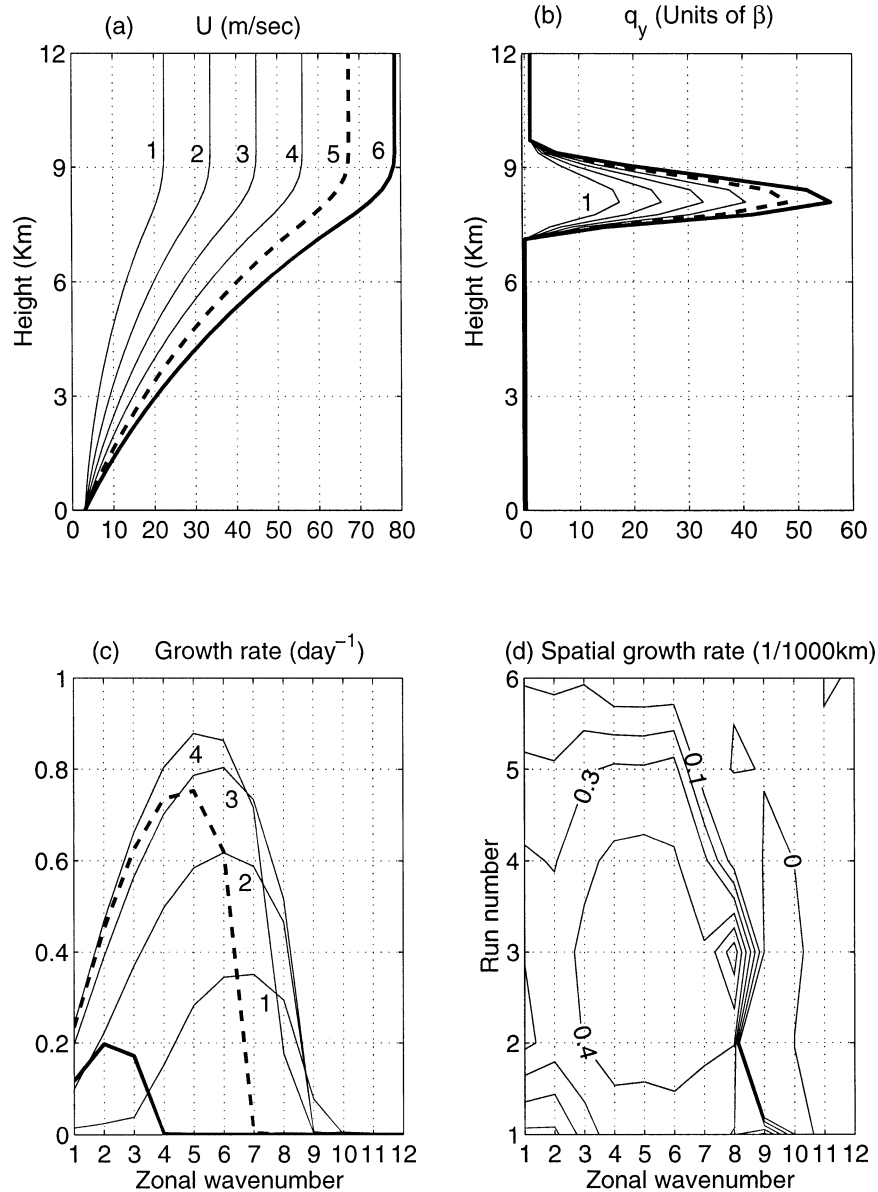 (a) U (m/sec)
12
9
6
3
0
Height (Km)
1 2 3 4 5 6
0 10 20 30 40 50 60 70 80
(b) q_y (Units of β)
12
9
6
3
0
Height (Km)
1
0 10 20 30 40 50 60
(c) Growth rate (day⁻¹)
1
0.8
0.6
0.4
0.2
0
4
3
2
1
1 2 3 4 5 6 7 8 9 10 11 12
Zonal wavenumber
(d) Spatial growth rate (1/1000km)
6
5
4
3
2
1
Run number
0.1
0.3
0
0.4
1 2 3 4 5 6 7 8 9 10 11 12
Zonal wavenumber